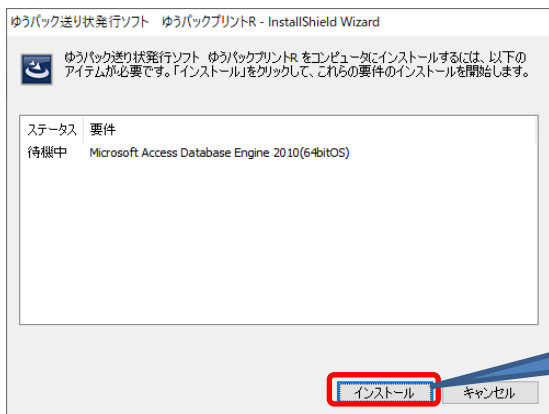 ゆうパック送り状発行ソフト　ゆうパックプリントR - InstallShield Wizard
ゆうパック送り状発行ソフト　ゆうパックプリントR をコンピュータにインストールするには、以下の
アイテムが必要です。「インストール」をクリックして、これらの要件のインストールを開始します。
ステータス 要件
待機中 Microsoft Access Database Engine 2010(64bitOS)
インストール キャンセル